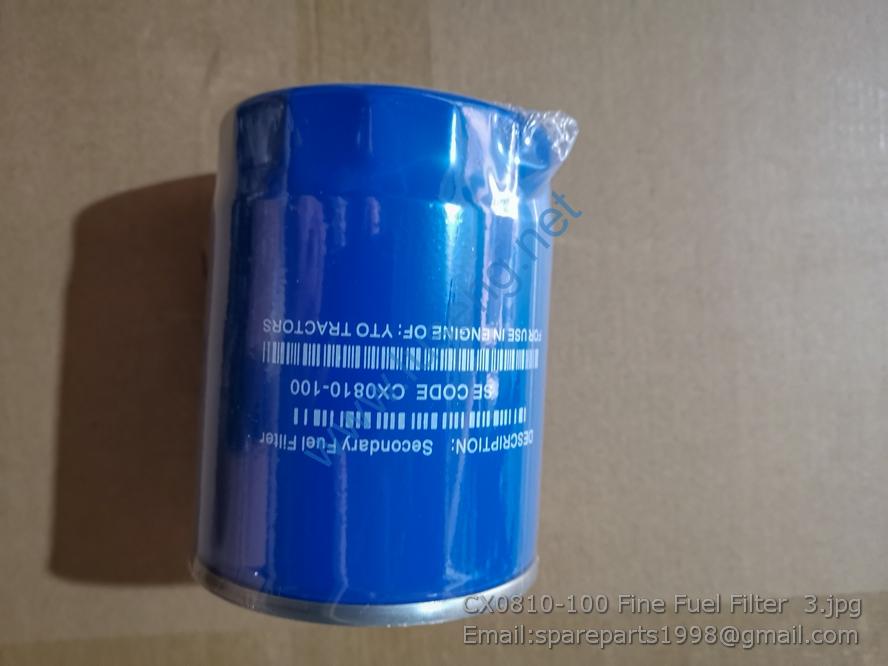 DESCRIPTION: Secondary Fuel Filter
SE CODE CX0810-100
FOR USE IN ENGINE OF: YTO TRACTORS
CX0810-100 Fine Fuel Filter 3.jpg
Email:spareparts1998@gmail.com